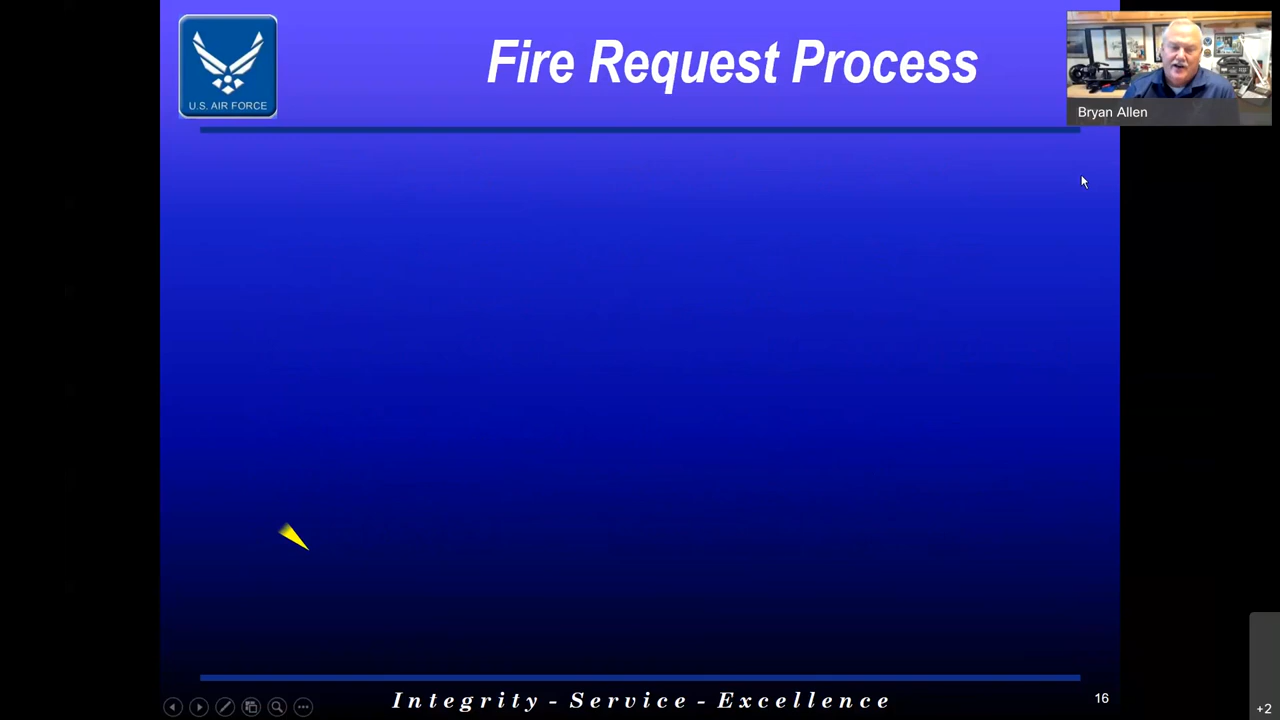 Fire Request Process
U.S. AIR FORCE
Bryan Allen
Integrity - Service - Excellence
16
+2